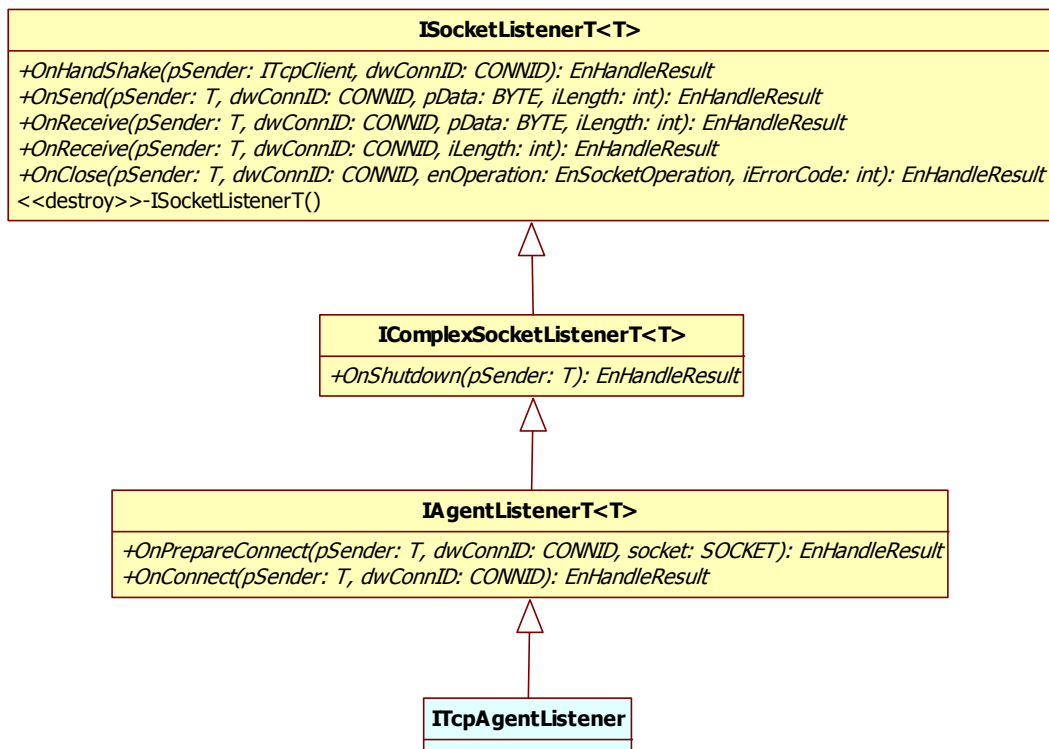 ISocketListenerT<T>
+OnHandShake(pSender: ITcpClient, dwConnID: CONNID): EnHandleResult
+OnSend(pSender: T, dwConnID: CONNID, pData: BYTE, iLength: int): EnHandleResult
+OnReceive(pSender: T, dwConnID: CONNID, pData: BYTE, iLength: int): EnHandleResult
+OnReceive(pSender: T, dwConnID: CONNID, iLength: int): EnHandleResult
+OnClose(pSender: T, dwConnID: CONNID, enOperation: EnSocketOperation, iErrorCode: int): EnHandleResult
<<destroy>>-ISocketListenerT()
IComplexSocketListenerT<T>
+OnShutdown(pSender: T): EnHandleResult
IAgentListenerT<T>
+OnPrepareConnect(pSender: T, dwConnID: CONNID, socket: SOCKET): EnHandleResult
+OnConnect(pSender: T, dwConnID: CONNID): EnHandleResult
ITcpAgentListener